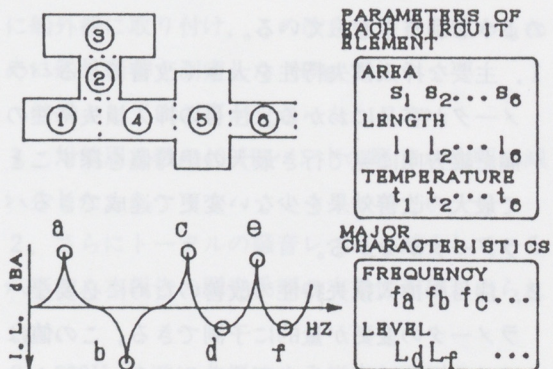 ③
②
① ④ ⑤ ⑥
PARAMETERS OF
EACH CIRCUIT
ELEMENT
AREA
S₁ S₂...S₆
LENGTH
l₁ l₂...l₆
TEMPERATURE
t₁ t₂...t₆
a c e
b d f
I.L. dBA
HZ
MAJOR
CHARACTERISTICS
FREQUENCY
fa fb fc ...
LEVEL
Ld Lf ...